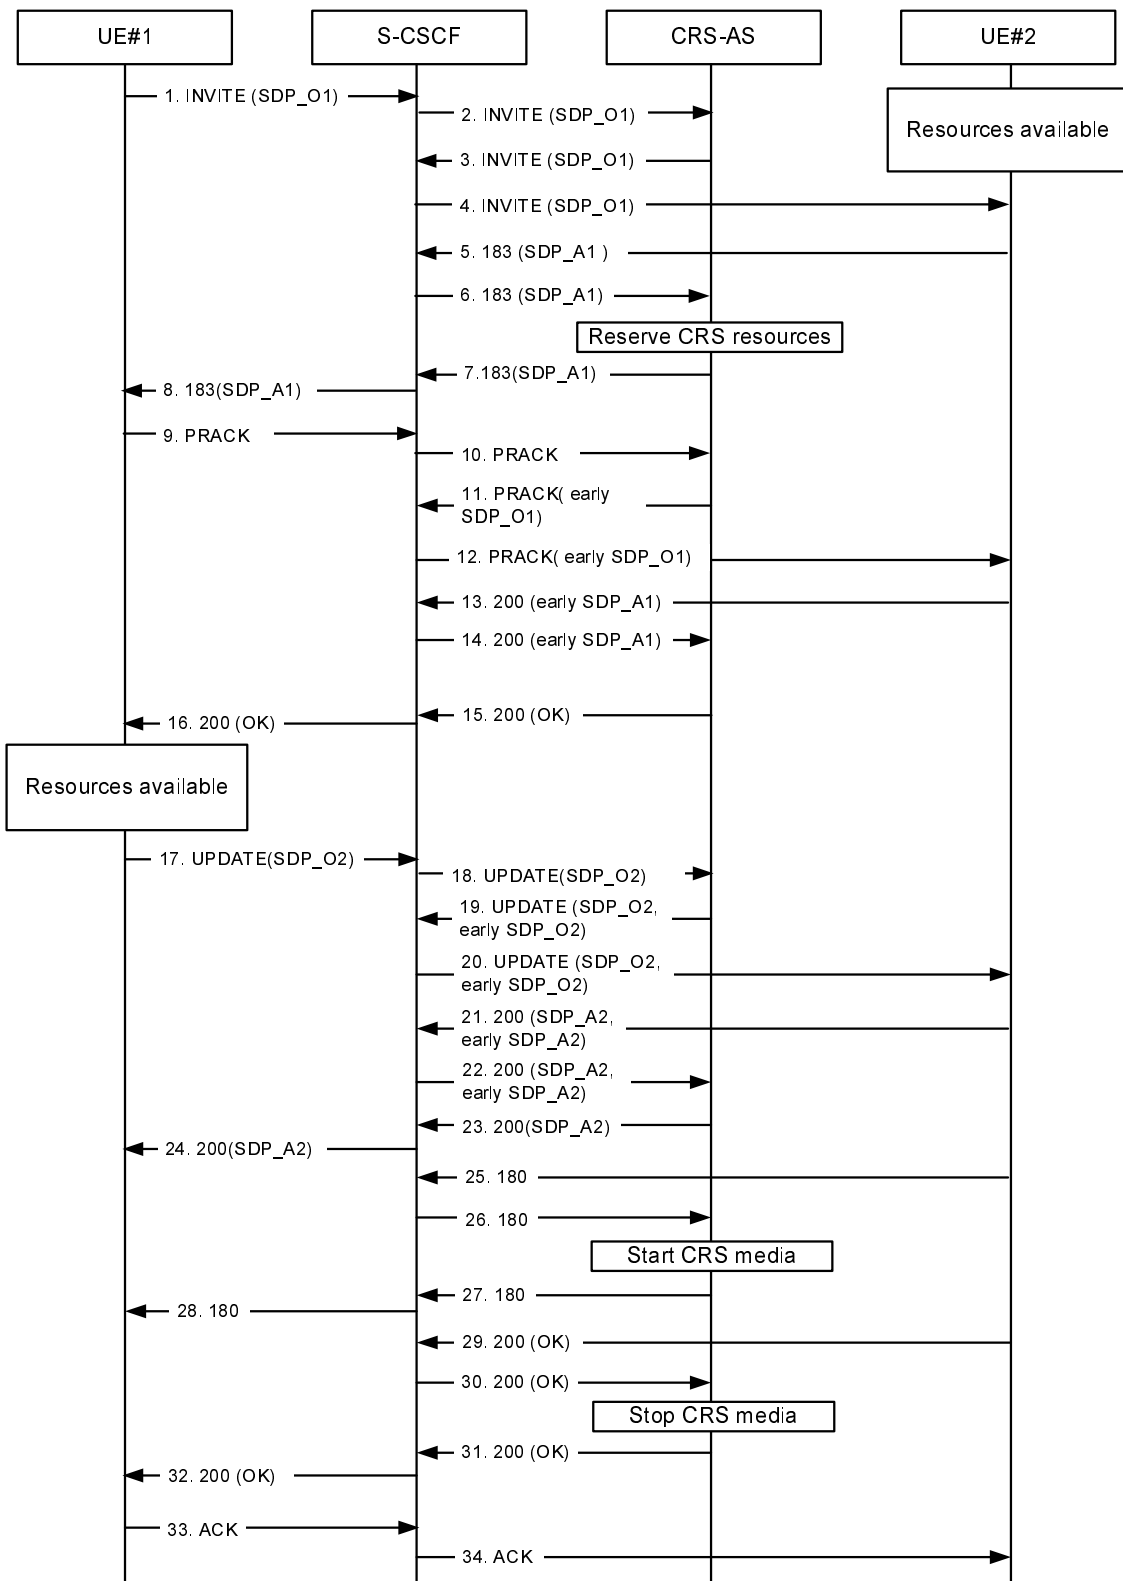 UE#1
S-CSCF
CRS-AS
UE#2
1. INVITE (SDP_O1)
2. INVITE (SDP_O1)
Resources available
3. INVITE (SDP_O1)
4. INVITE (SDP_O1)
5. 183 (SDP_A1 )
6. 183 (SDP_A1)
Reserve CRS resources
7.183(SDP_A1)
8. 183(SDP_A1)
9. PRACK
10. PRACK
11. PRACK( early
SDP_O1)
12. PRACK( early SDP_O1)
13. 200 (early SDP_A1)
14. 200 (early SDP_A1)
15. 200 (OK)
16. 200 (OK)
Resources available
17. UPDATE(SDP_O2)
18. UPDATE(SDP_O2)
19. UPDATE (SDP_O2,
early SDP_O2)
20. UPDATE (SDP_O2,
early SDP_O2)
21. 200 (SDP_A2,
early SDP_A2)
22. 200 (SDP_A2,
early SDP_A2)
23. 200(SDP_A2)
24. 200(SDP_A2)
25. 180
26. 180
Start CRS media
27. 180
28. 180
29. 200 (OK)
30. 200 (OK)
Stop CRS media
31. 200 (OK)
32. 200 (OK)
33. ACK
34. ACK